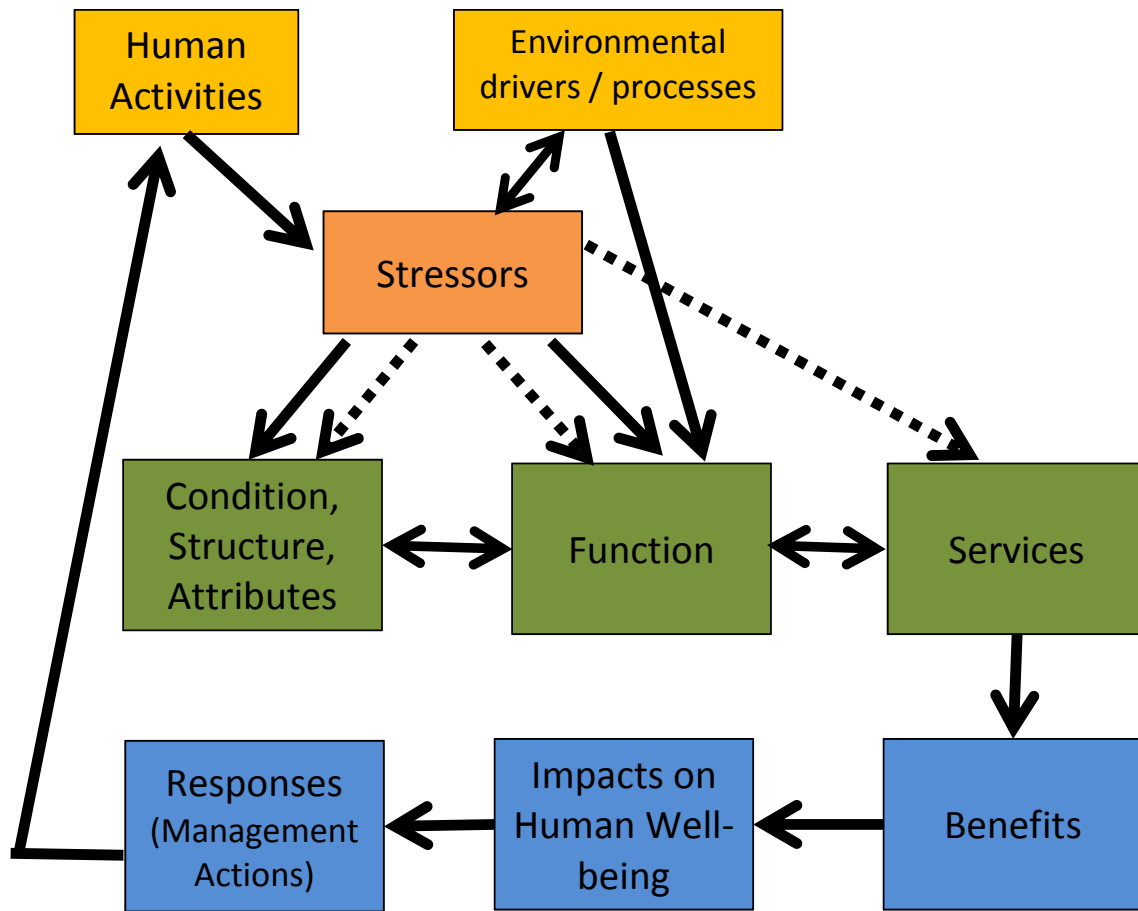 Human
Activities
Environmental
drivers / processes
Stressors
Condition,
Structure,
Attributes
Function
Services
Responses
(Management
Actions)
Impacts on
Human Well-
being
Benefits